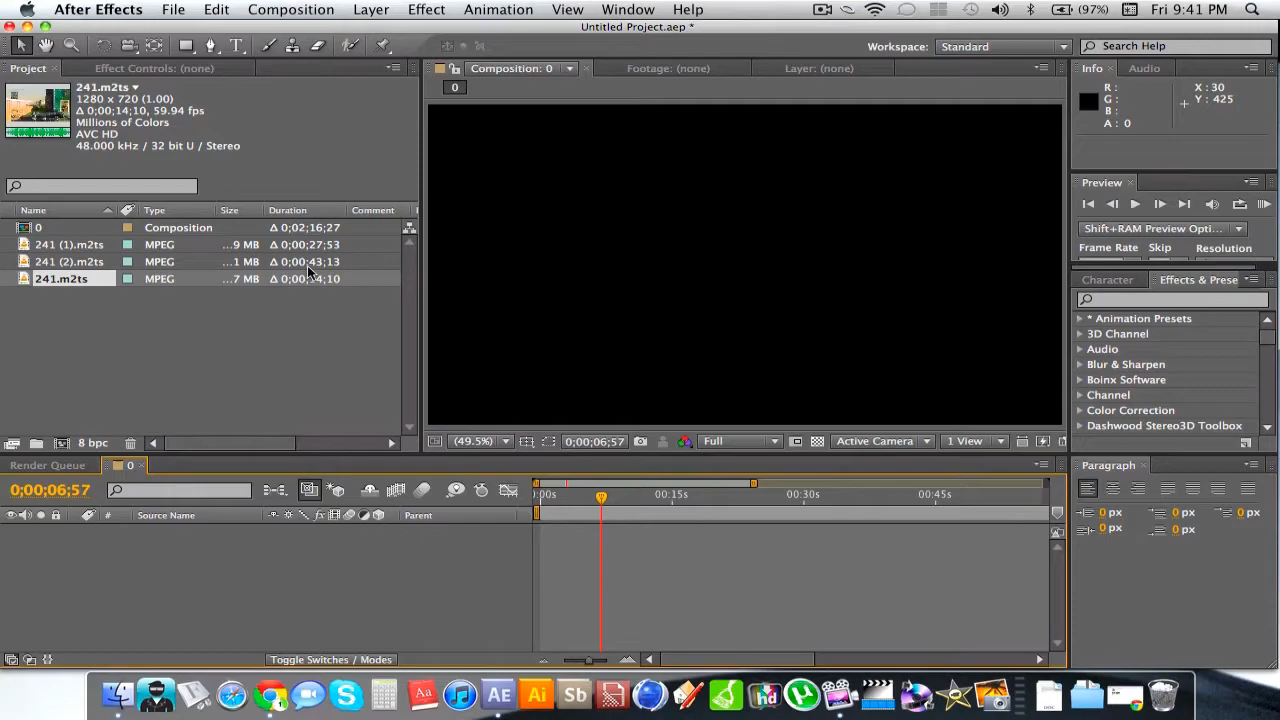 After Effects File Edit Composition Layer Effect Animation View Window Help (97%) Fri 9:41 PM
Untitled Project.aep *
Workspace: Standard Search Help
Project Effect Controls: (none) Composition: 0 Footage: (none) Layer: (none) Info Audio
241.m2ts
1280 x 720 (1.00)
Δ 0;00;14;10, 59.94 fps
Millions of Colors
AVC HD
48.000 kHz / 32 bit U / Stereo
0
R: X: 30
G: Y: 425
B:
A: 0
Preview
Shift+RAM Preview Opti...
Frame Rate Skip Resolution
Name Type Size Duration Comment
0 Composition Δ 0;02;16;27
241 (1).m2ts MPEG ...9 MB Δ 0;00;27;53
241 (2).m2ts MPEG ...1 MB Δ 0;00;43;13
241.m2ts MPEG ...7 MB Δ 0;00;14;10
Character Effects & Prese
* Animation Presets
3D Channel
Audio
Blur & Sharpen
Boinx Software
Channel
Color Correction
Dashwood Stereo3D Toolbox
8 bpc (49.5%) 0;00;06;57 Full Active Camera 1 View
Render Queue 0 Paragraph
0;00;06;57 :00s 00:15s 00:30s 00:45s
# Source Name Parent
0 px 0 px 0 px
0 px 0 px
Toggle Switches / Modes
AE Ai Sb Aa